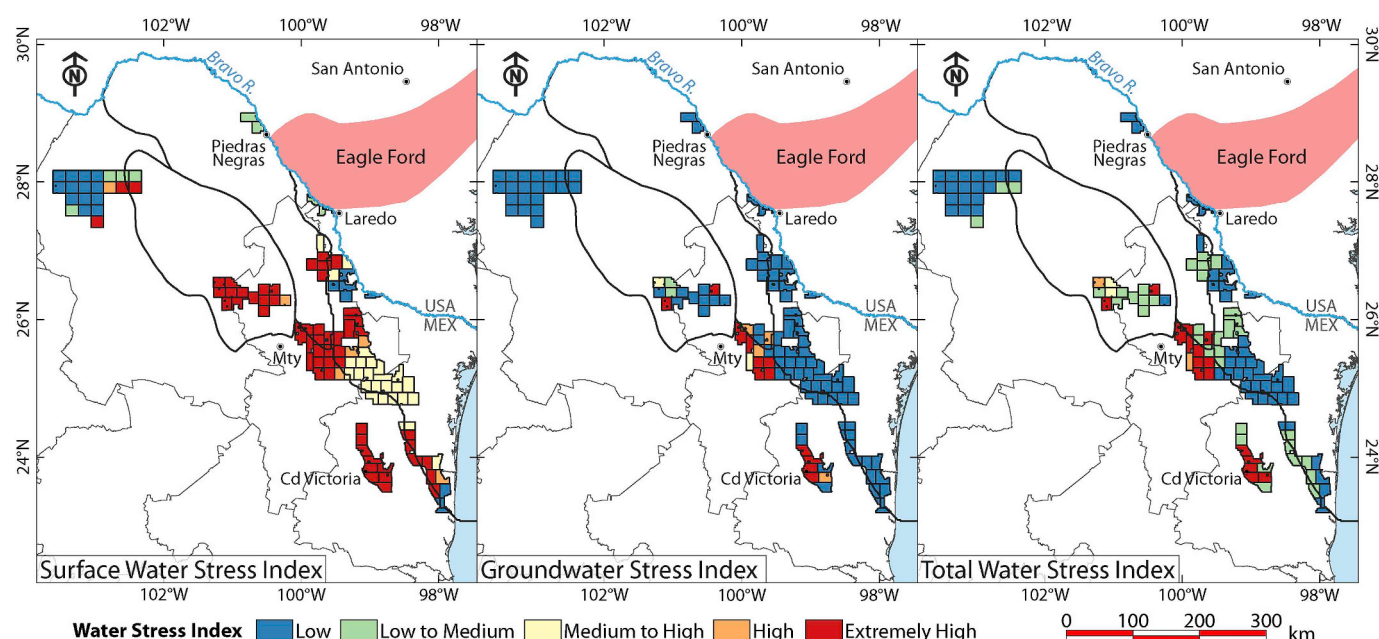 102°W 100°W 98°W 102°W 100°W 98°W 102°W 100°W 98°W
30°N 30°N
Bravo R. San Antonio Bravo R. San Antonio Bravo R. San Antonio
Piedras Negras Eagle Ford Piedras Negras Eagle Ford Piedras Negras Eagle Ford
N N N
28°N 28°N
Laredo Laredo Laredo
USA USA USA
26°N MEX MEX MEX 26°N
Mty Mty Mty
24°N 24°N
Cd Victoria Cd Victoria Cd Victoria
Surface Water Stress Index Groundwater Stress Index Total Water Stress Index
102°W 100°W 98°W 102°W 100°W 98°W 102°W 100°W 98°W
Water Stress Index Low Low to Medium Medium to High High Extremely High 0 100 200 300 km